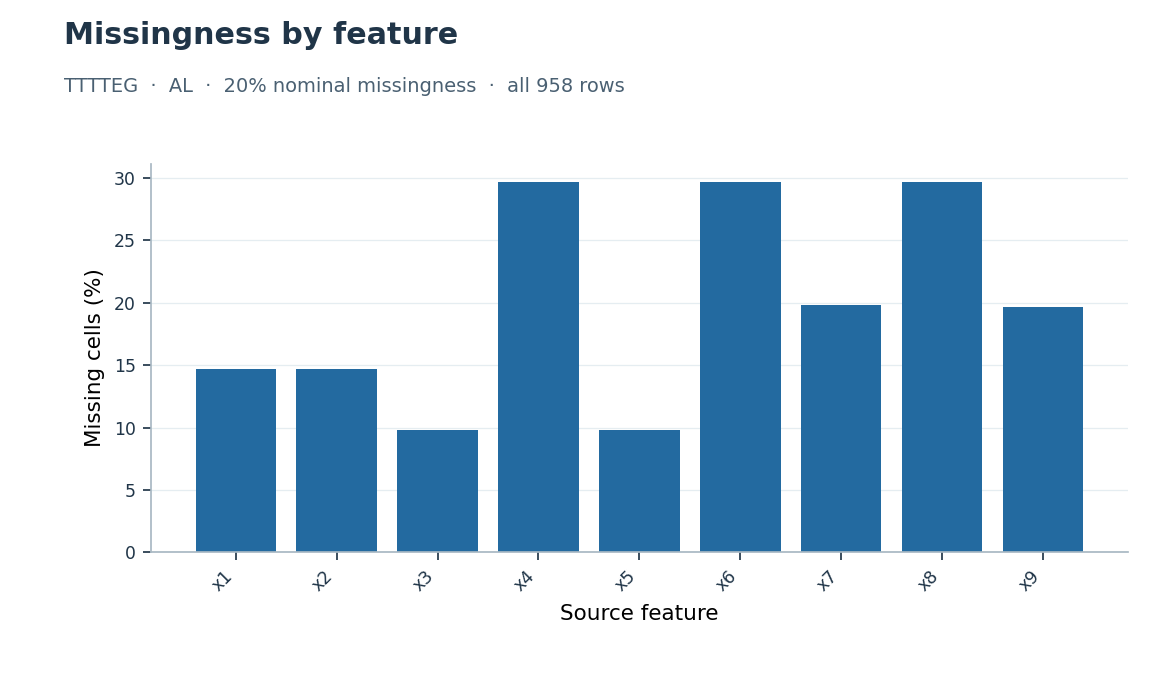 Missingness by feature
TTTTEG · AL · 20% nominal missingness · all 958 rows
Missing cells (%)
30
25
20
15
10
5
0
x1 x2 x3 x4 x5 x6 x7 x8 x9
Source feature